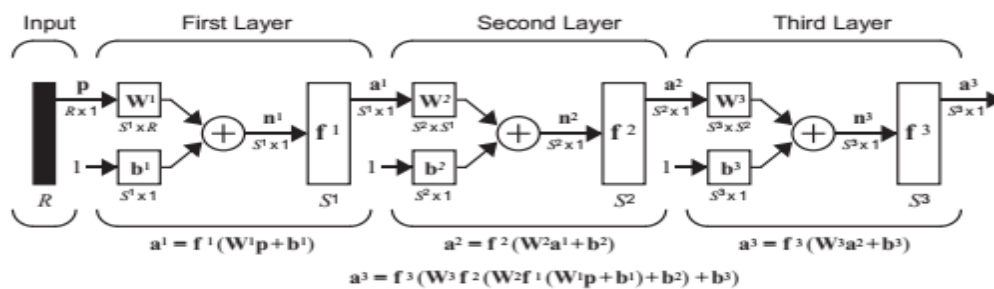 Input First Layer Second Layer Third Layer
p a¹ a² a³
W¹ W² W³
R x 1 S¹ x 1 S² x 1 S³ x 1
S¹ x R n¹ f ¹ S² x S¹ n² f ² S³ x S² n³ f ³
S¹ x 1 S² x 1 S³ x 1
1 b¹ 1 b² 1 b³
S¹ x 1 S² x 1 S³ x 1
R S¹ S² S³
a¹ = f ¹ (W¹p + b¹) a² = f ² (W²a¹ + b²) a³ = f ³ (W³a² + b³)
a³ = f ³ (W³ f ² (W²f ¹ (W¹p + b¹) + b²) + b³)